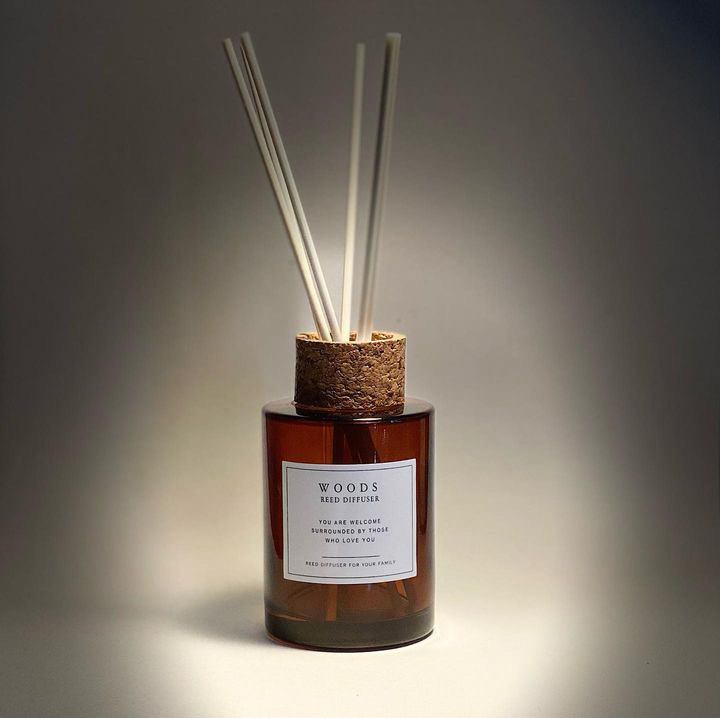 WOODS
REED DIFFUSER
YOU ARE WELCOME
SURROUNDED BY THOSE
WHO LOVE YOU
REED DIFFUSER FOR YOUR FAMILY